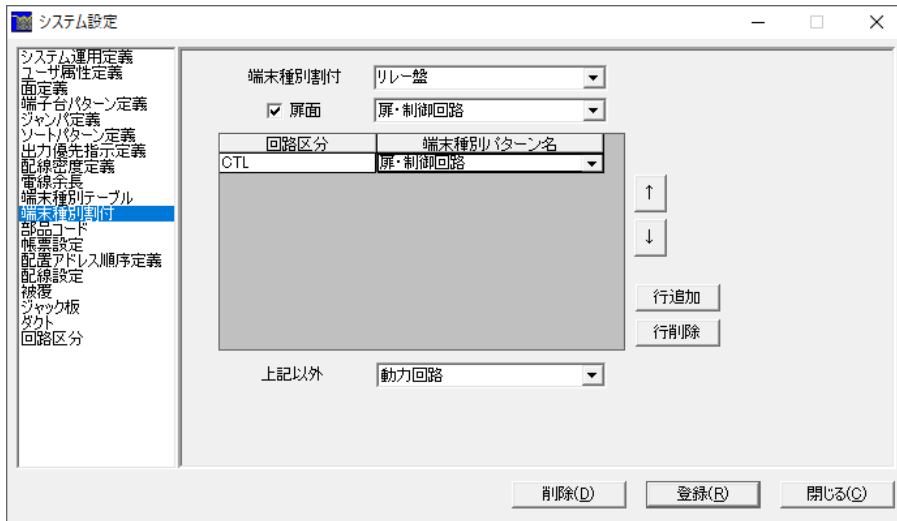 システム設定
システム運用定義
ユーザ属性定義
面定義
端子台パターン定義
ジャンパ定義
ソートパターン定義
出力優先指示定義
配線密度定義
電線余長
端末種別テーブル
端末種別割付
部品コード
帳票設定
配置アドレス順序定義
配線設定
被覆
ジャック板
ダクト
回路区分
端末種別割付 リレー盤
扉面 扉・制御回路
回路区分 端末種別パターン名
CTL 扉・制御回路
↑
↓
行追加
行削除
上記以外 動力回路
削除(D) 登録(R) 閉じる(C)